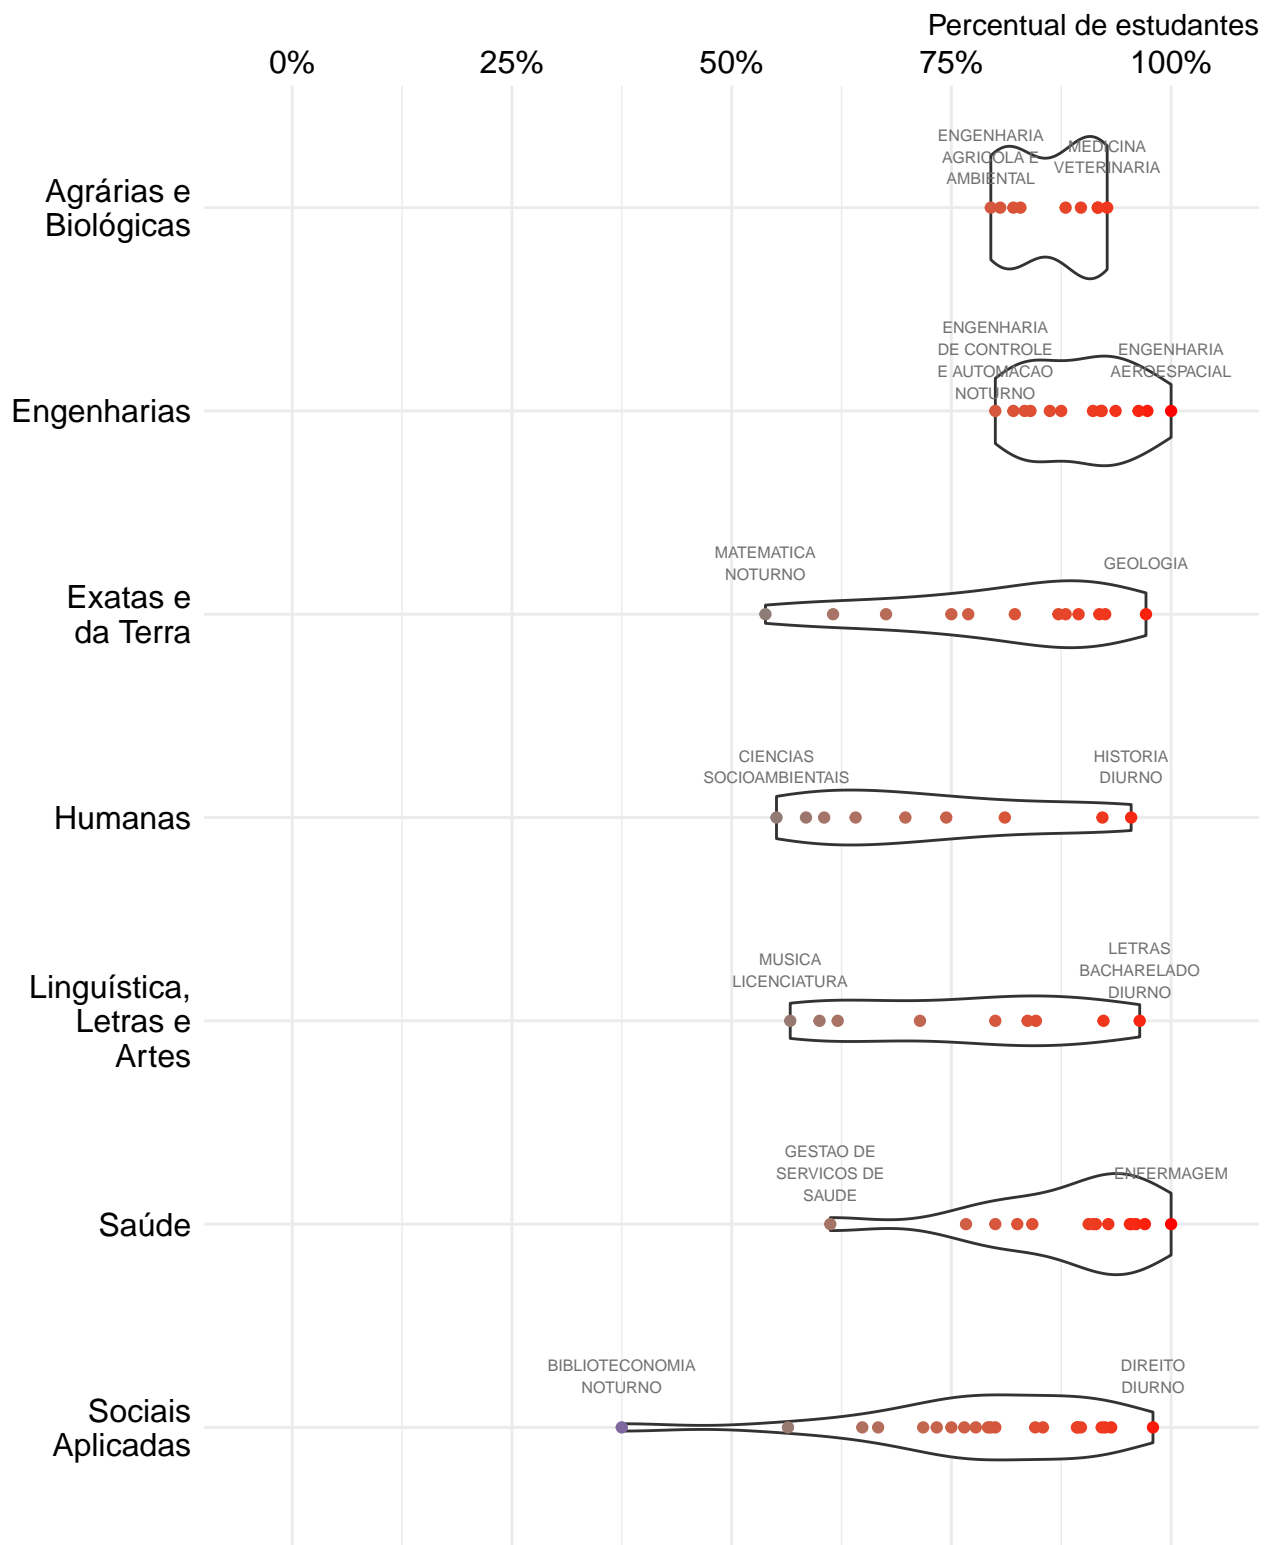 Percentual de estudantes
0% 25% 50% 75% 100%
ENGENHARIA
AGRICOLA E
AMBIENTAL
MEDICINA
VETERINARIA
Agrárias e
Biológicas
ENGENHARIA
DE CONTROLE
E AUTOMACAO
NOTURNO
ENGENHARIA
AEROESPACIAL
Engenharias
MATEMATICA
NOTURNO
GEOLOGIA
Exatas e
da Terra
CIENCIAS
SOCIOAMBIENTAIS
HISTORIA
DIURNO
Humanas
MUSICA
LICENCIATURA
LETRAS
BACHARELADO
DIURNO
Linguística,
Letras e
Artes
GESTAO DE
SERVICOS DE
SAUDE
ENFERMAGEM
Saúde
BIBLIOTECONOMIA
NOTURNO
DIREITO
DIURNO
Sociais
Aplicadas